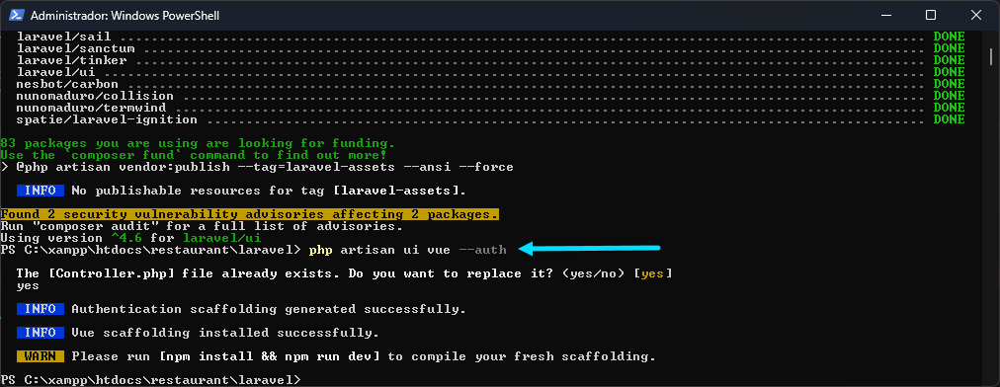 Administrador: Windows PowerShell
laravel/sail ........................................................................................................ DONE
laravel/sanctum ..................................................................................................... DONE
laravel/tinker ...................................................................................................... DONE
laravel/ui .......................................................................................................... DONE
nesbot/carbon ....................................................................................................... DONE
nunomaduro/collision ................................................................................................ DONE
nunomaduro/termwind ................................................................................................. DONE
spatie/laravel-ignition ............................................................................................. DONE
83 packages you are using are looking for funding.
Use the `composer fund` command to find out more!
> @php artisan vendor:publish --tag=laravel-assets --ansi --force
INFO No publishable resources for tag [laravel-assets].
Found 2 security vulnerability advisories affecting 2 packages.
Run "composer audit" for a full list of advisories.
Using version ^4.6 for laravel/ui
PS C:\xampp\htdocs\restaurant\laravel> php artisan ui vue --auth
The [Controller.php] file already exists. Do you want to replace it? (yes/no) [yes]
yes
INFO Authentication scaffolding generated successfully.
INFO Vue scaffolding installed successfully.
WARN Please run [npm install && npm run dev] to compile your fresh scaffolding.
PS C:\xampp\htdocs\restaurant\laravel>